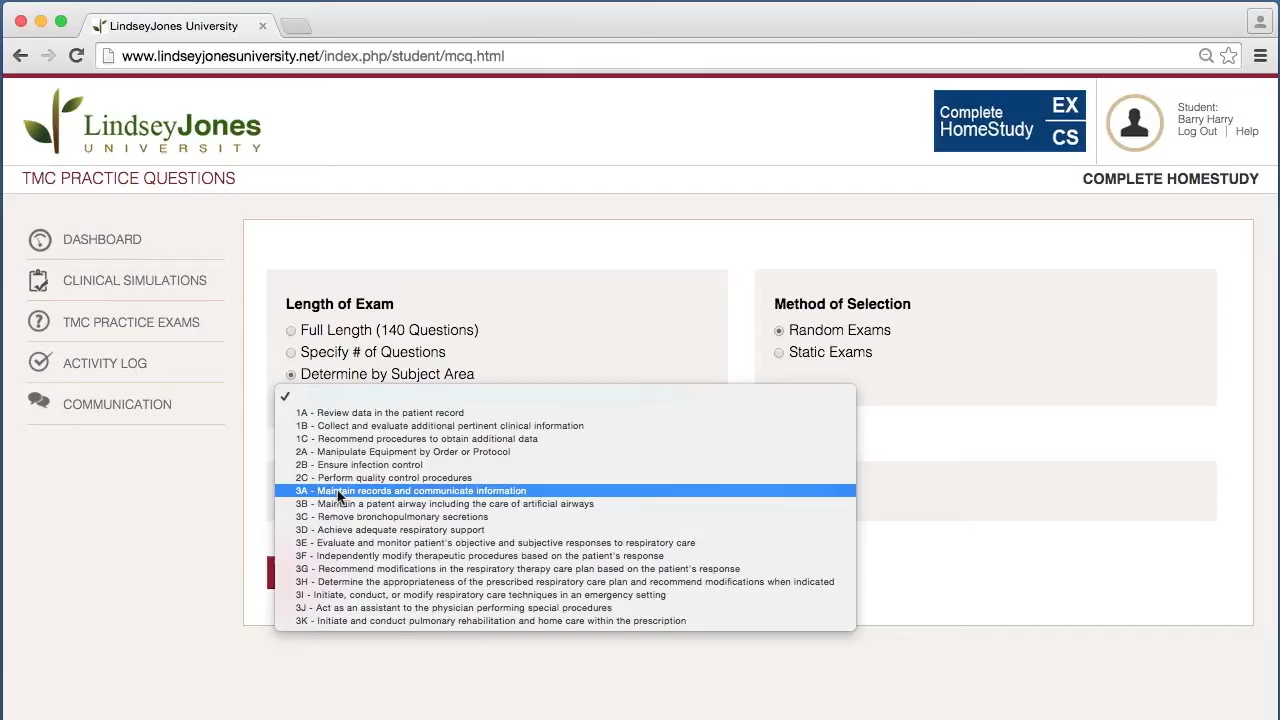 LindseyJones University
www.lindseyjonesuniversity.net/index.php/student/mcq.html
LindseyJones
UNIVERSITY
Complete
HomeStudy
EX
CS
Student:
Barry Harry
Log Out | Help
TMC PRACTICE QUESTIONS
COMPLETE HOMESTUDY
DASHBOARD
CLINICAL SIMULATIONS
TMC PRACTICE EXAMS
ACTIVITY LOG
COMMUNICATION
Length of Exam
Full Length (140 Questions)
Specify # of Questions
Determine by Subject Area
Method of Selection
Random Exams
Static Exams
1A - Review data in the patient record
1B - Collect and evaluate additional pertinent clinical information
1C - Recommend procedures to obtain additional data
2A - Manipulate Equipment by Order or Protocol
2B - Ensure infection control
2C - Perform quality control procedures
3A - Maintain records and communicate information
3B - Maintain a patent airway including the care of artificial airways
3C - Remove bronchopulmonary secretions
3D - Achieve adequate respiratory support
3E - Evaluate and monitor patient's objective and subjective responses to respiratory care
3F - Independently modify therapeutic procedures based on the patient's response
3G - Recommend modifications in the respiratory therapy care plan based on the patient's response
3H - Determine the appropriateness of the prescribed respiratory care plan and recommend modifications when indicated
3I - Initiate, conduct, or modify respiratory care techniques in an emergency setting
3J - Act as an assistant to the physician performing special procedures
3K - Initiate and conduct pulmonary rehabilitation and home care within the prescription